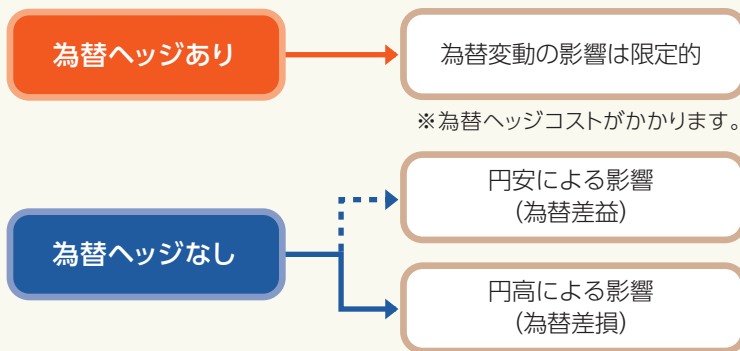 為替ヘッジあり
為替変動の影響は限定的
※為替ヘッジコストがかかります。
為替ヘッジなし
円安による影響
(為替差益)
円高による影響
(為替差損)